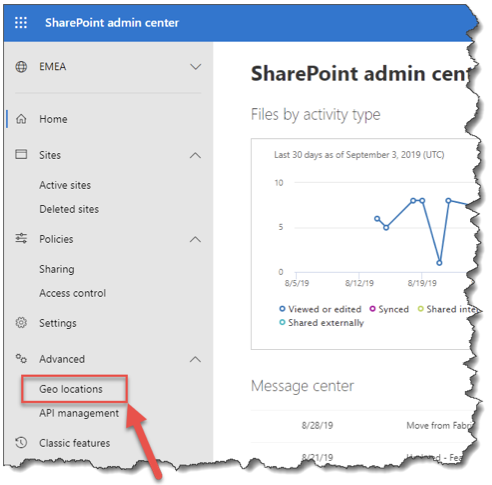 SharePoint admin center
EMEA
Home
Sites
Active sites
Deleted sites
Policies
Sharing
Access control
Settings
Advanced
Geo locations
API management
Classic features
SharePoint admin cen
Files by activity type
Last 30 days as of September 3, 2019 (UTC)
10
5
0
8/5/19 8/12/19 8/19/19
Viewed or edited Synced Shared inte
Shared externally
Message center
8/28/19 Move from Fabri
8/21/19 - Fea